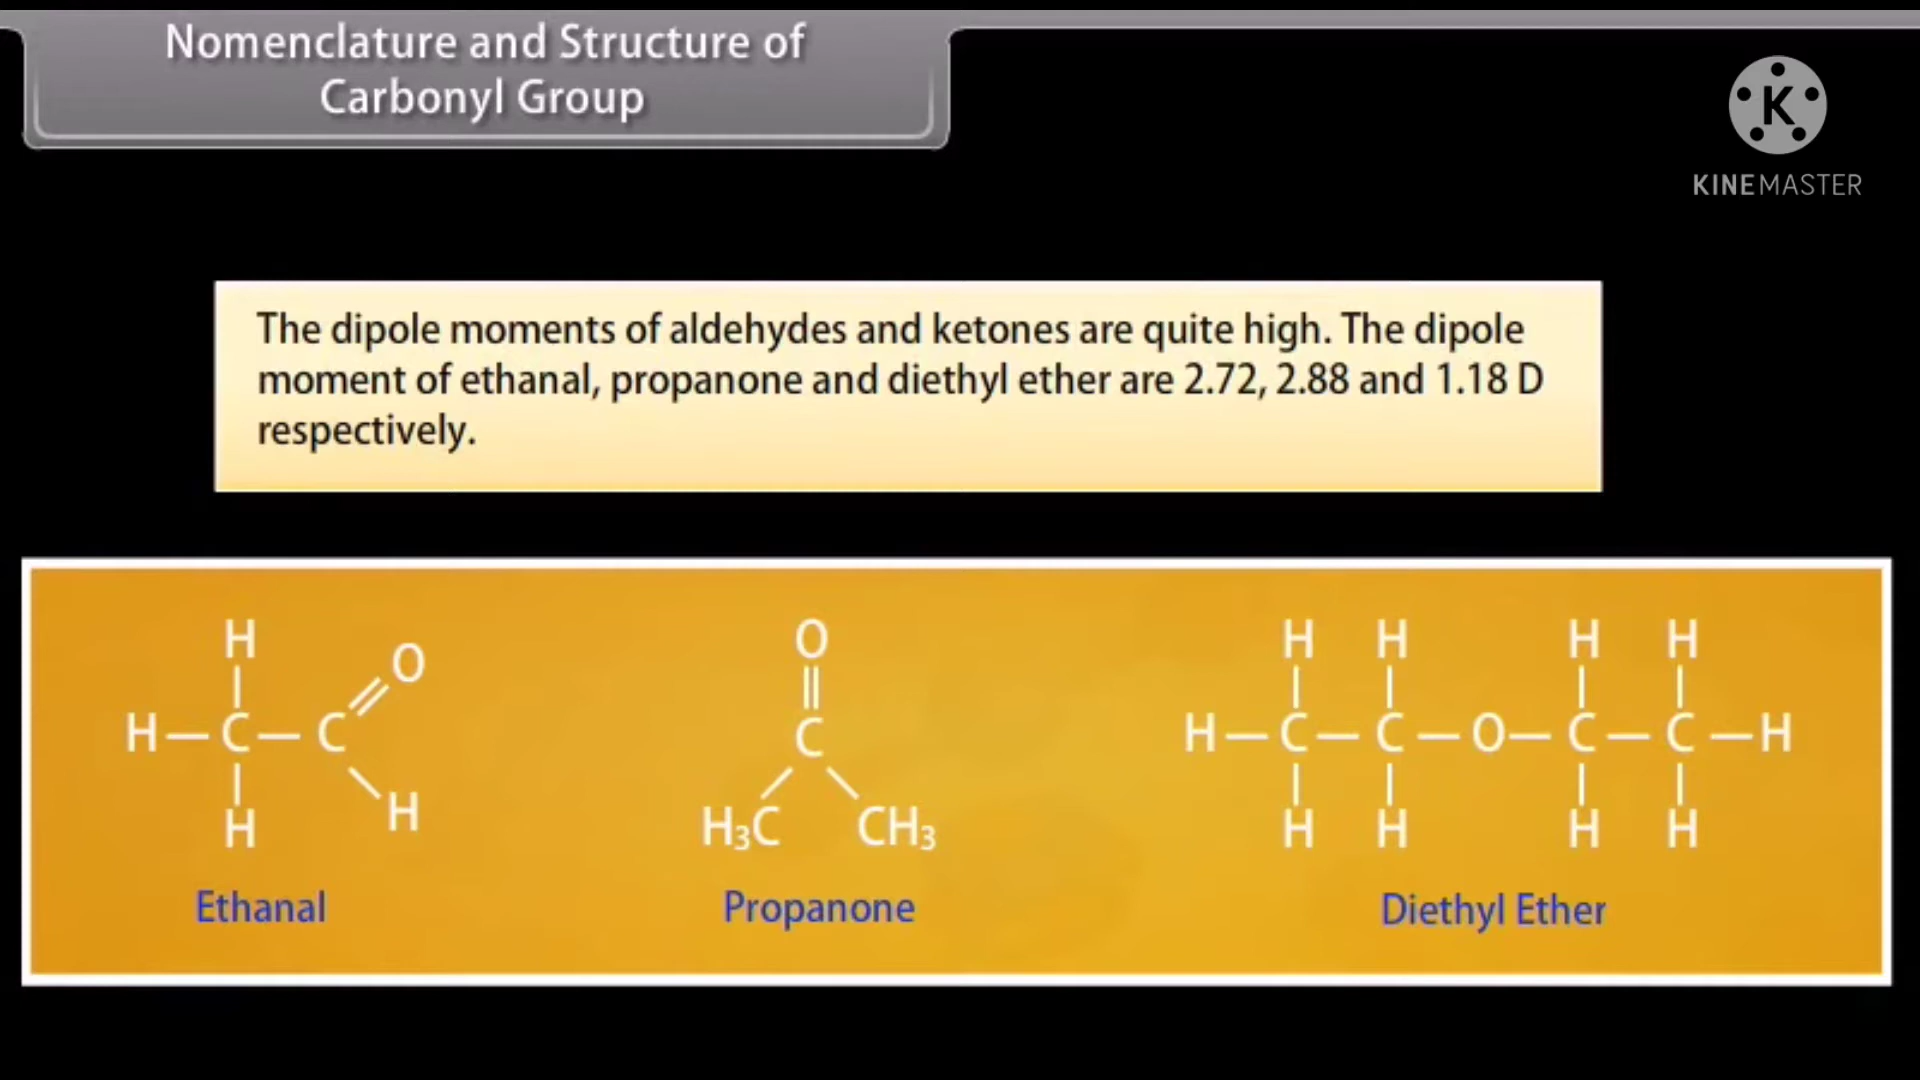 Nomenclature and Structure of
Carbonyl Group
K
KINEMASTER
The dipole moments of aldehydes and ketones are quite high. The dipole
moment of ethanal, propanone and diethyl ether are 2.72, 2.88 and 1.18 D
respectively.
H
O
H—C—C
H
H
Ethanal
O
C
H₃C CH₃
Propanone
H H H H
H—C—C—O—C—C—H
H H H H
Diethyl Ether